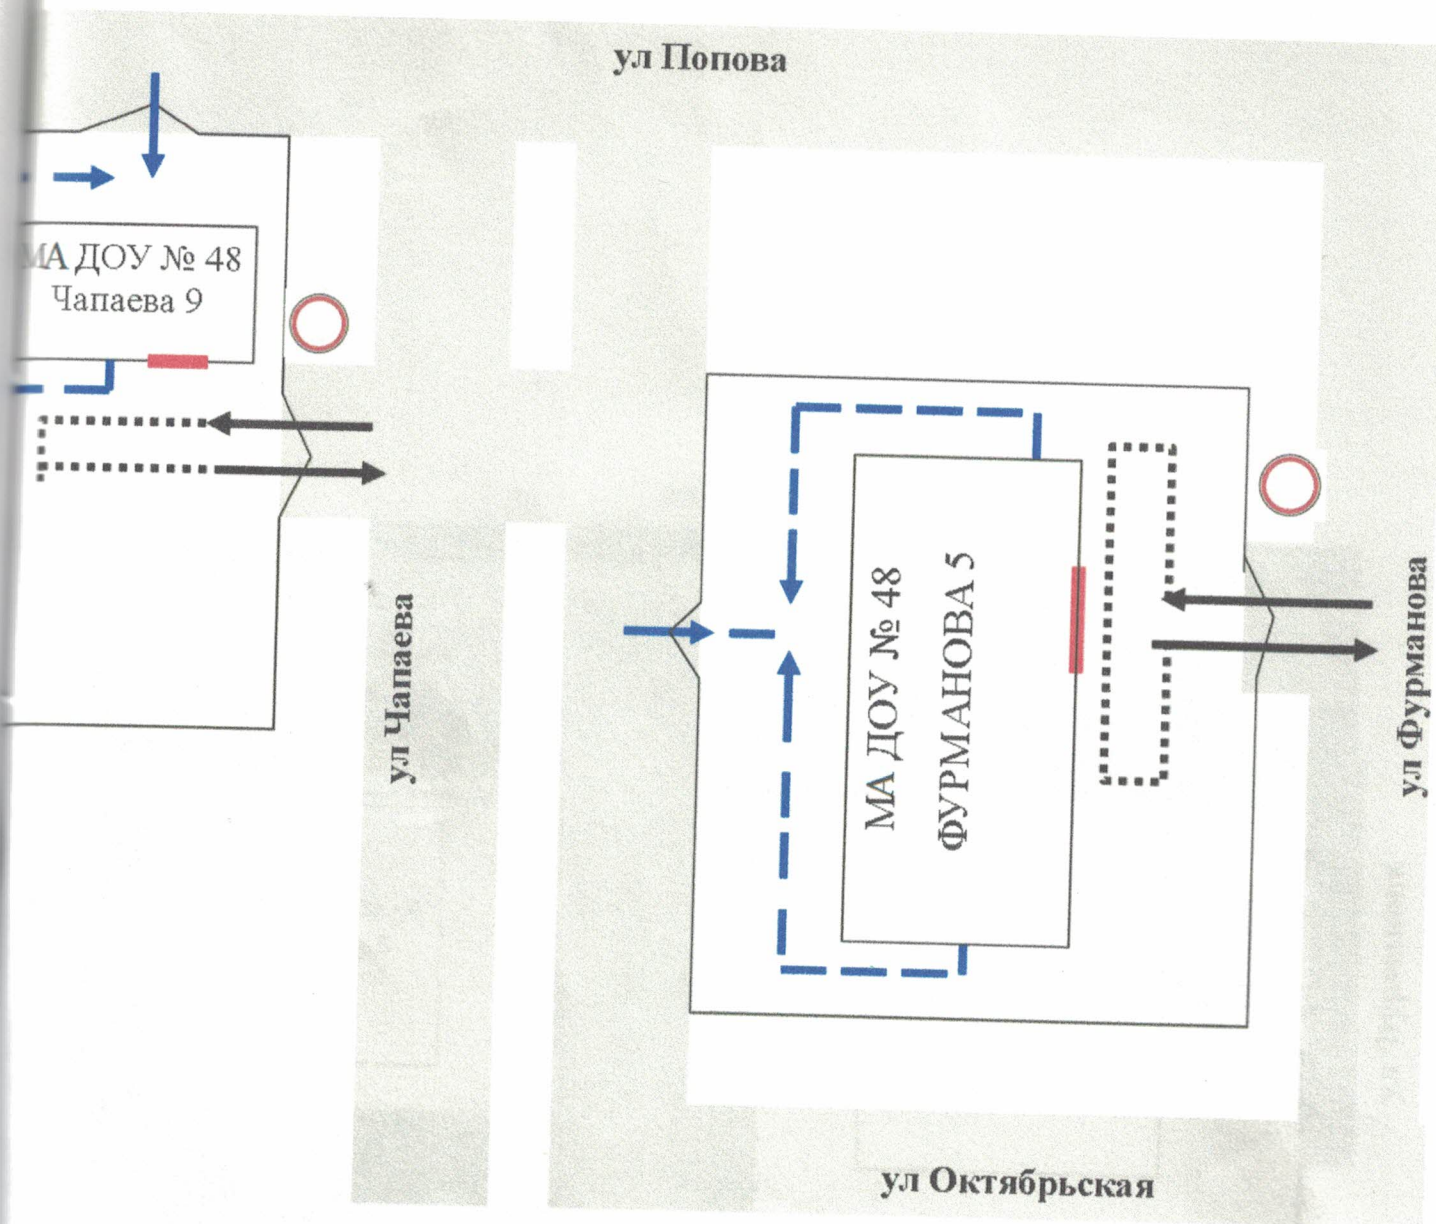 ул Попова
МА ДОУ № 48
Чапаева 9
ул Чапаева
МА ДОУ № 48
ФУРМАНОВА 5
ул Фурманова
ул Октябрьская